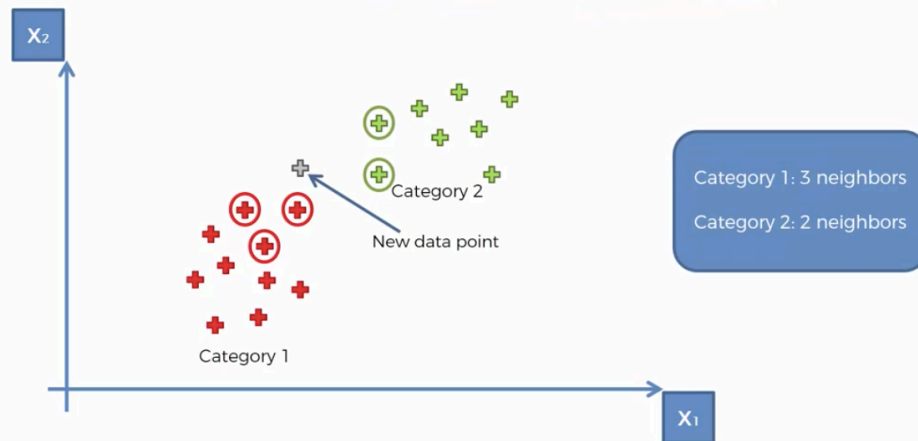 X2
Category 1: 3 neighbors
Category 2
Category 2: 2 neighbors
New data point
Category 1
X1